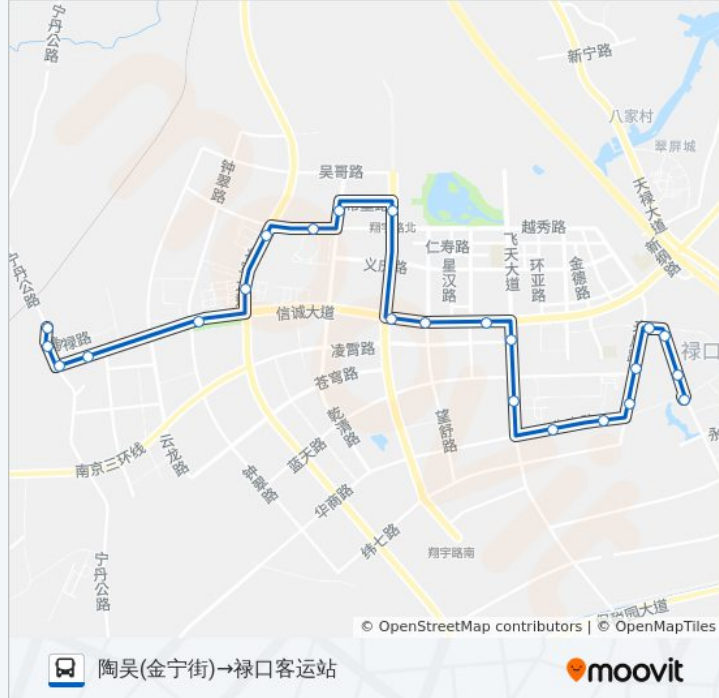 宁丹公路
新宁路
八家村
翠屏城
吴哥路
钟翠路
天禄大道
翔宇路北
越秀路
仁寿路
飞天大道
新纲路
宁丹公路
义序路
星汉路
环亚路
金德路
信诚大道
凌霄路
禄口
苍穹路
乾清路
望舒路
云龙路
蓝天路
南京三环线
钟翠路
华商路
纬七路
翔宇路南
宁丹公路
© OpenStreetMap contributors | © OpenMapTiles
陶吴(金宁街)→禄口客运站
moovit